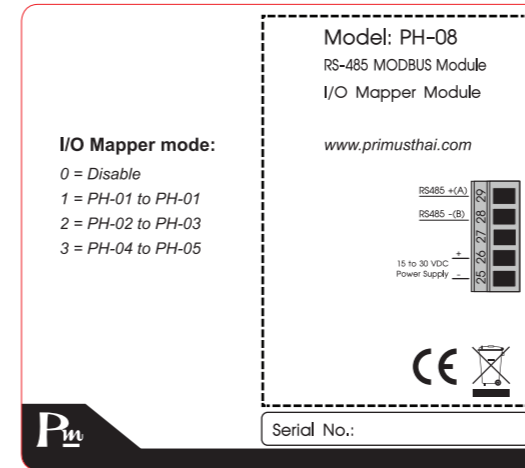 Model: PH-08
RS-485 MODBUS Module
I/O Mapper Module
www.primusthai.com
I/O Mapper mode:
0 = Disable
1 = PH-01 to PH-01
2 = PH-02 to PH-03
3 = PH-04 to PH-05
RS485 +(A) 29
RS485 -(B) 28
27
+ 26
15 to 30 VDC
Power Supply - 25
CE
Pm
Serial No.: